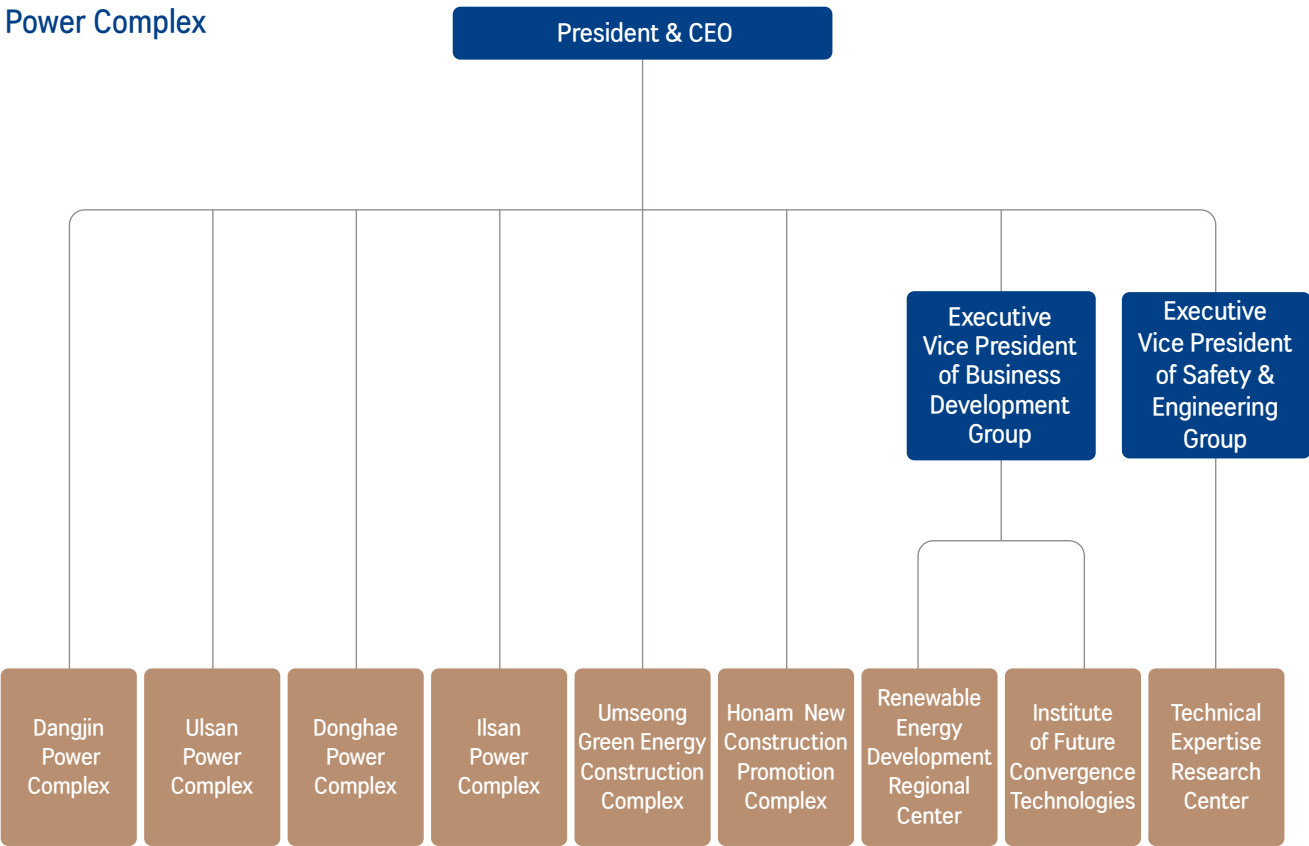 Power Complex
President & CEO
Executive
Vice President
of Business
Development
Group
Executive
Vice President
of Safety &
Engineering
Group
Dangjin
Power
Complex
Ulsan
Power
Complex
Donghae
Power
Complex
Ilsan
Power
Complex
Umseong
Green Energy
Construction
Complex
Honam New
Construction
Promotion
Complex
Renewable
Energy
Development
Regional
Center
Institute
of Future
Convergence
Technologies
Technical
Expertise
Research
Center